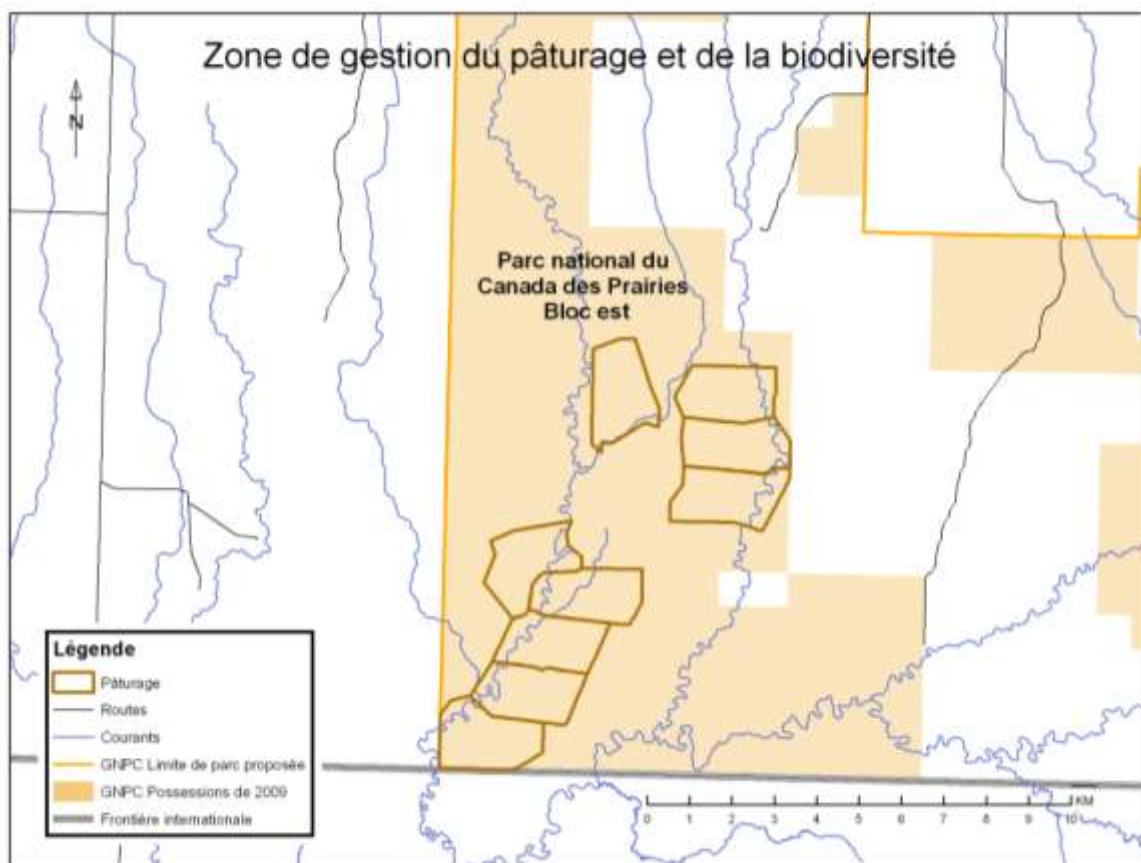 Zone de gestion du pâturage et de la biodiversité
N
Parc national du
Canada des Prairies
Bloc est
Légende
Pâturage
Routes
Courants
GNPC Limite de parc proposée
GNPC Possessions de 2009
Frontière internationale
KM
0 1 2 3 4 5 6 7 8 9 10